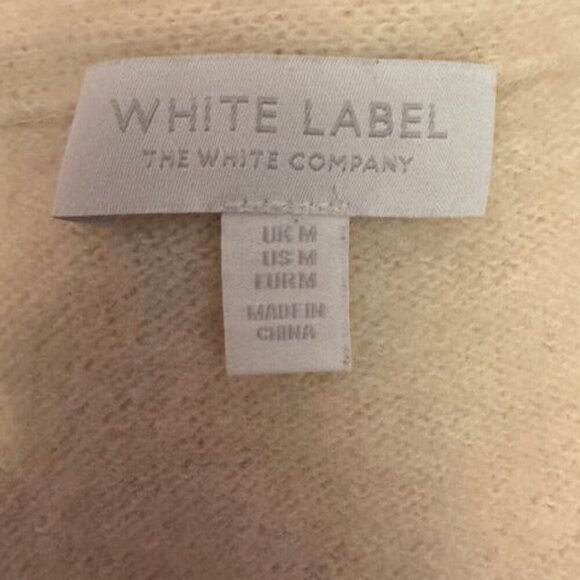 WHITE LABEL
THE WHITE COMPANY
UK M
US M
EUR M
MADE IN
CHINA